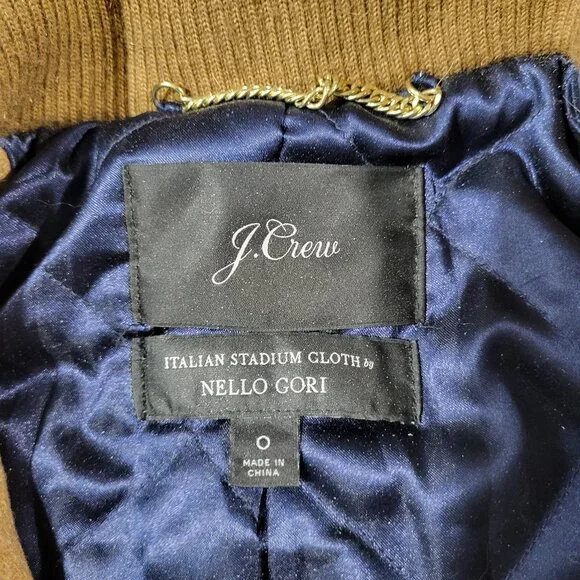 J.Crew
ITALIAN STADIUM CLOTH by
NELLO GORI
0
MADE IN
CHINA